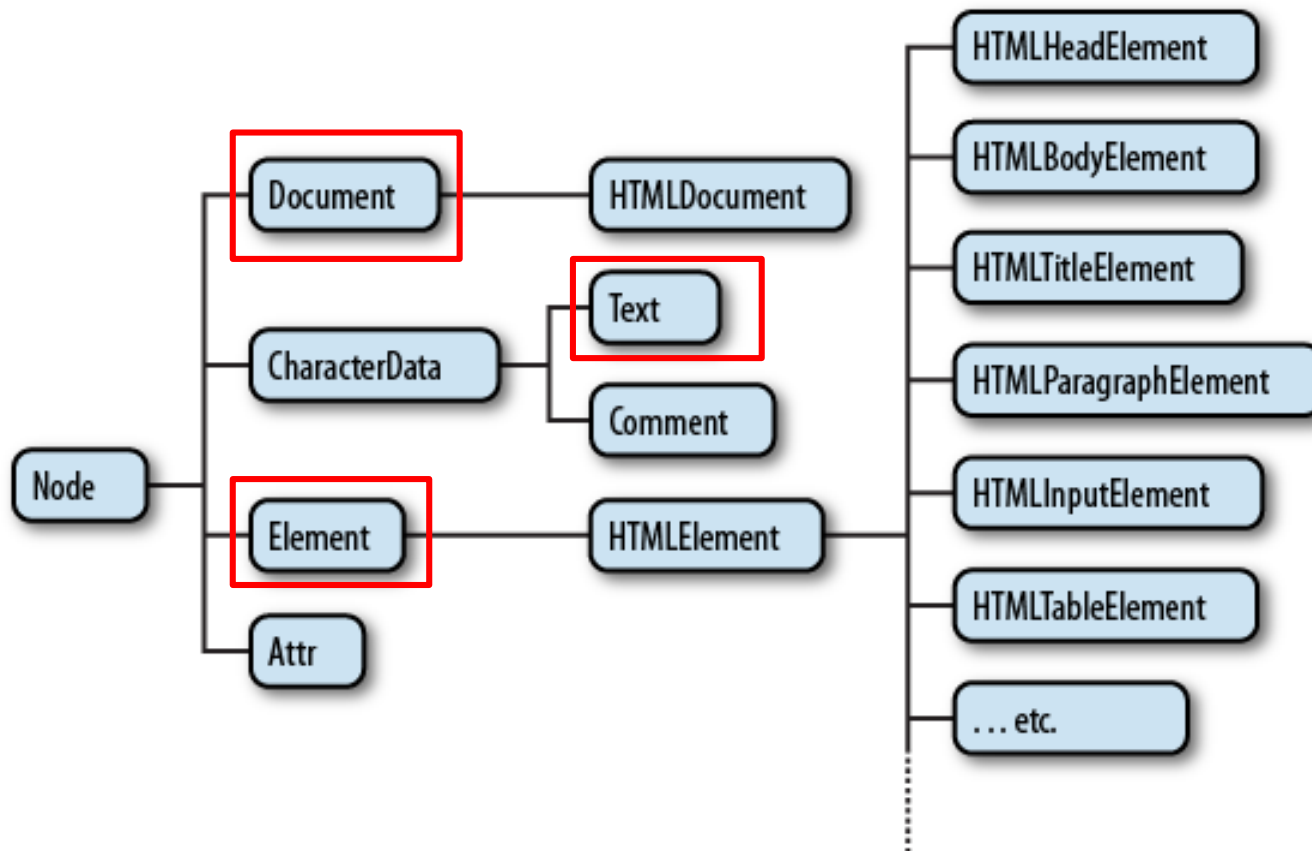 HTMLHeadElement
HTMLBodyElement
Document
HTMLDocument
HTMLTitleElement
Text
CharacterData
HTMLParagraphElement
Comment
Node
HTMLInputElement
Element
HTMLElement
HTMLTableElement
Attr
. . . etc.